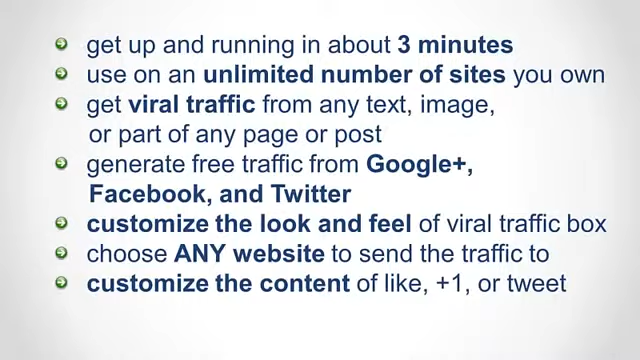 get up and running in about 3 minutes
use on an unlimited number of sites you own
get viral traffic from any text, image,
or part of any page or post
generate free traffic from Google+,
Facebook, and Twitter
customize the look and feel of viral traffic box
choose ANY website to send the traffic to
customize the content of like, +1, or tweet